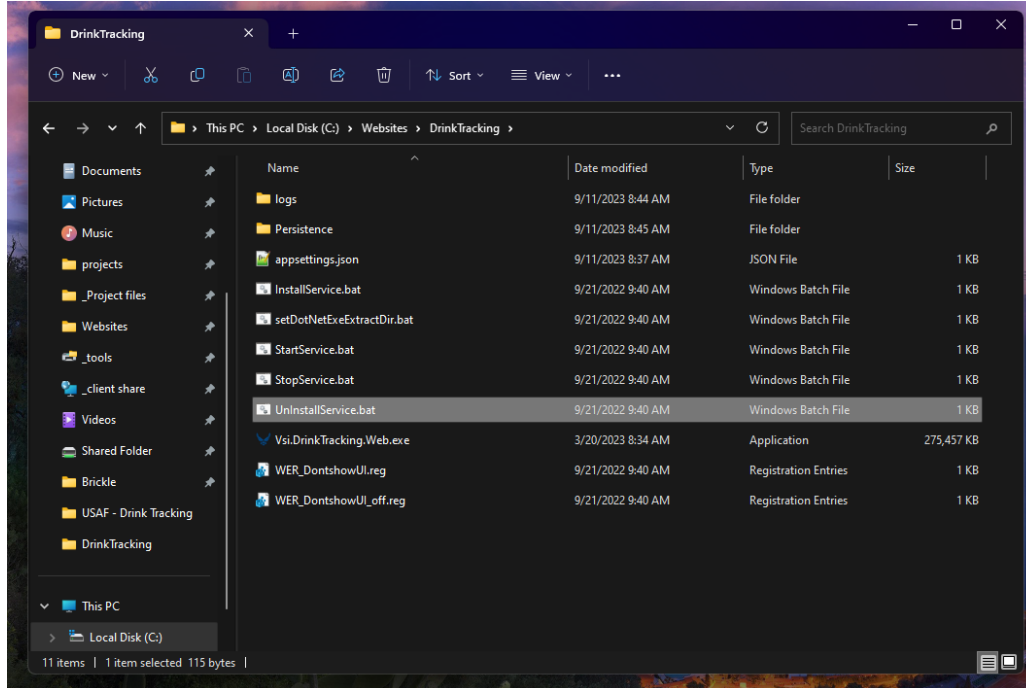 DrinkTracking
New
Sort
View
This PC > Local Disk (C:) > Websites > DrinkTracking >
Search DrinkTracking
Documents
Pictures
Music
projects
_Project files
Websites
_tools
_client share
Videos
Shared Folder
Brickle
USAF - Drink Tracking
DrinkTracking
This PC
Local Disk (C:)
Name Date modified Type Size
logs 9/11/2023 8:44 AM File folder
Persistence 9/11/2023 8:45 AM File folder
appsettings.json 9/11/2023 8:37 AM JSON File 1 KB
InstallService.bat 9/21/2022 9:40 AM Windows Batch File 1 KB
setDotNetExeExtractDir.bat 9/21/2022 9:40 AM Windows Batch File 1 KB
StartService.bat 9/21/2022 9:40 AM Windows Batch File 1 KB
StopService.bat 9/21/2022 9:40 AM Windows Batch File 1 KB
UnInstallService.bat 9/21/2022 9:40 AM Windows Batch File 1 KB
Vsi.DrinkTracking.Web.exe 3/20/2023 8:34 AM Application 275,457 KB
WER_DontshowUI.reg 9/21/2022 9:40 AM Registration Entries 1 KB
WER_DontshowUI_off.reg 9/21/2022 9:40 AM Registration Entries 1 KB
11 items | 1 item selected 115 bytes |